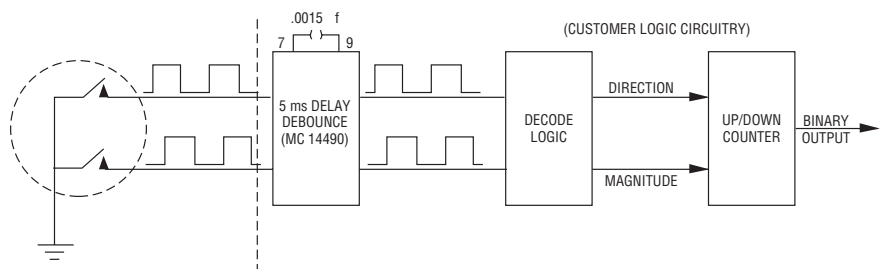 .0015 f
7 9
(CUSTOMER LOGIC CIRCUITRY)
5 ms DELAY
DEBOUNCE
(MC 14490)
DECODE
LOGIC
DIRECTION
MAGNITUDE
UP/DOWN
COUNTER
BINARY
OUTPUT